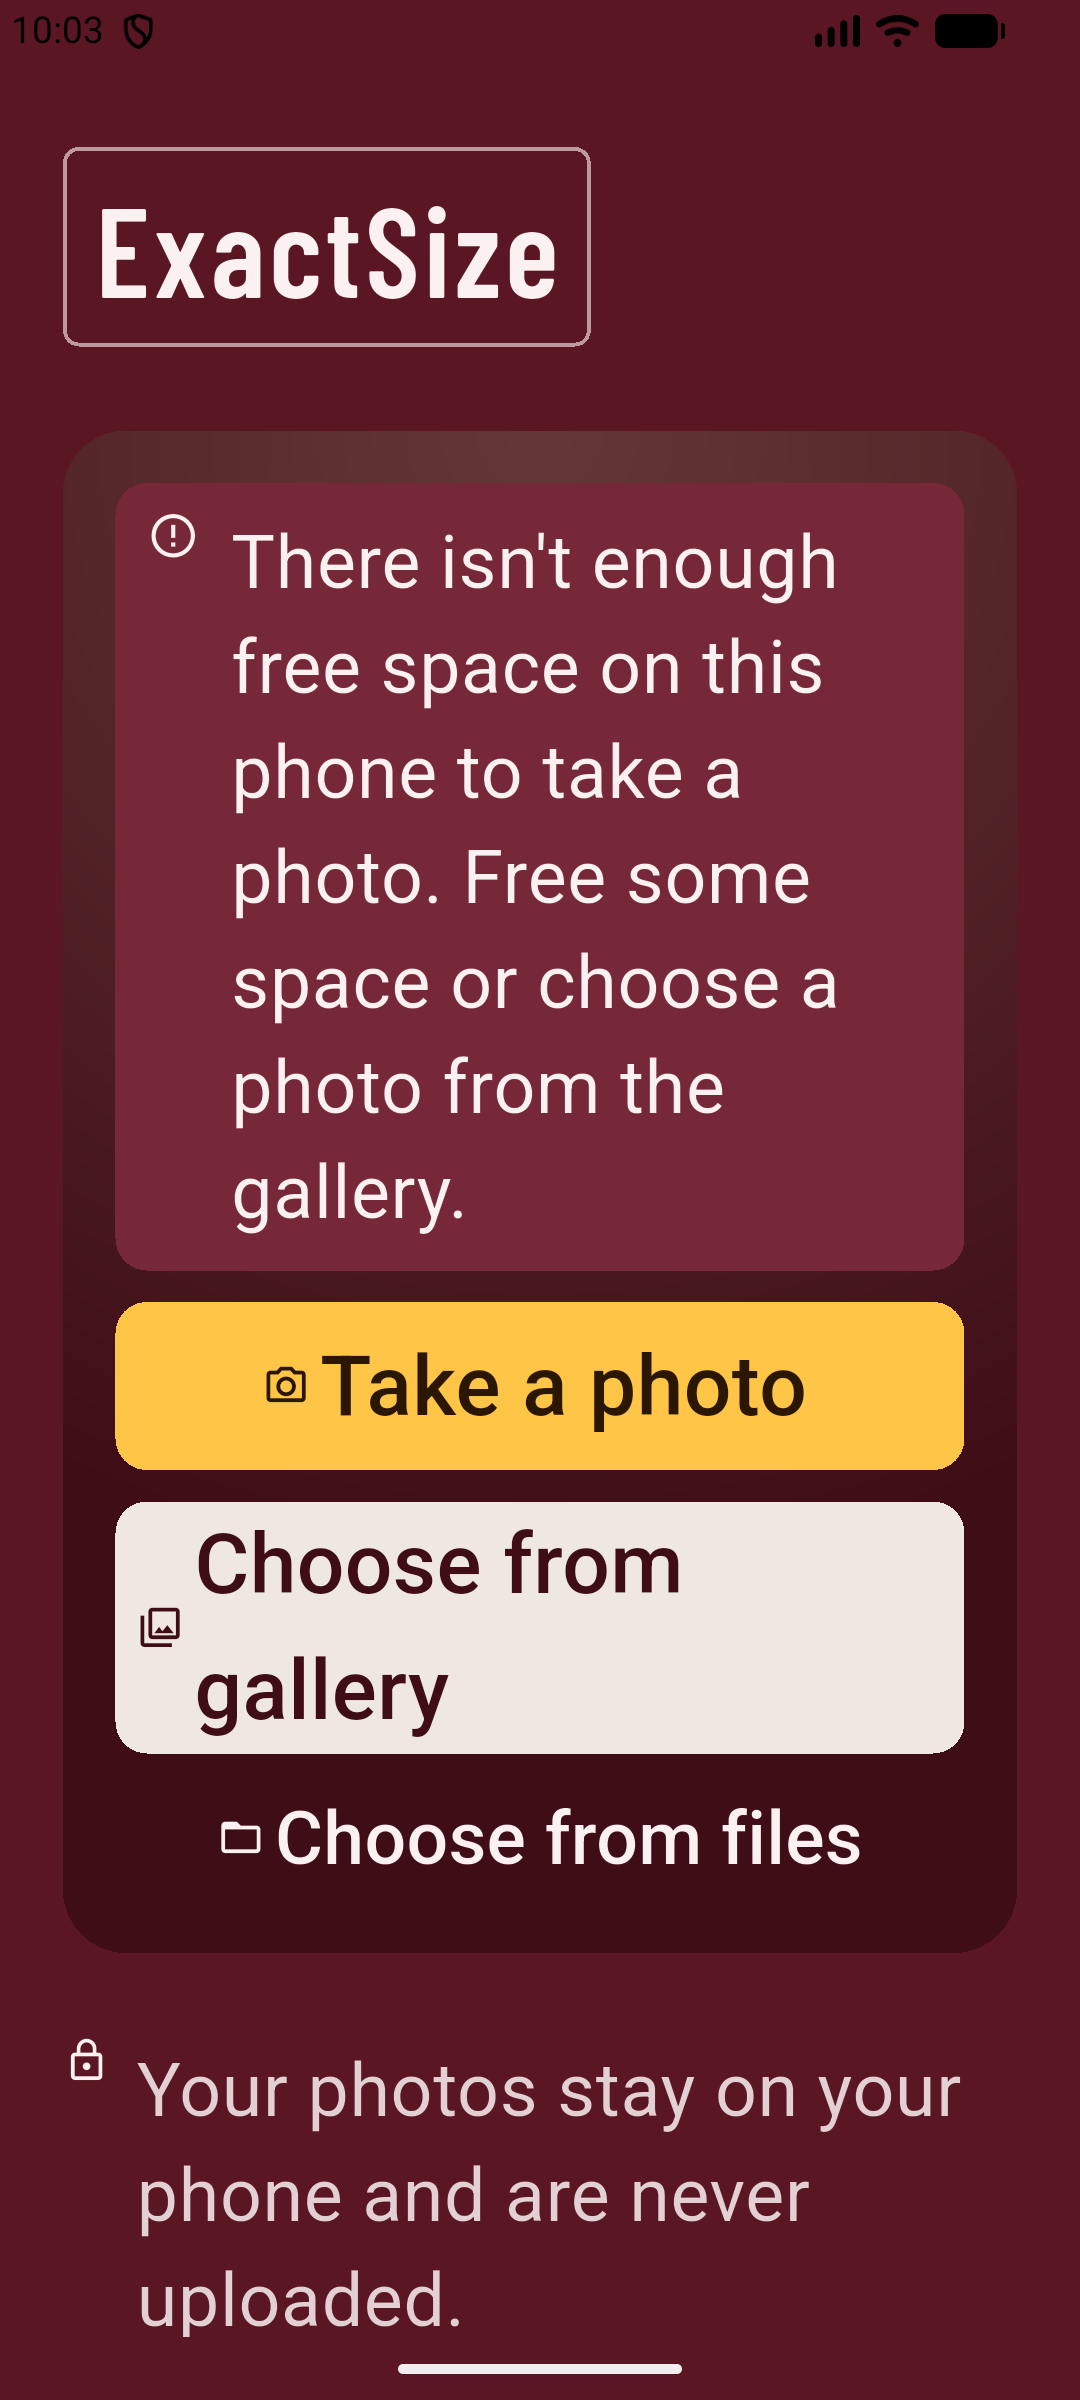 10:03
ExactSize
There isn't enough
free space on this
phone to take a
photo. Free some
space or choose a
photo from the
gallery.
Take a photo
Choose from
gallery
Choose from files
Your photos stay on your
phone and are never
uploaded.